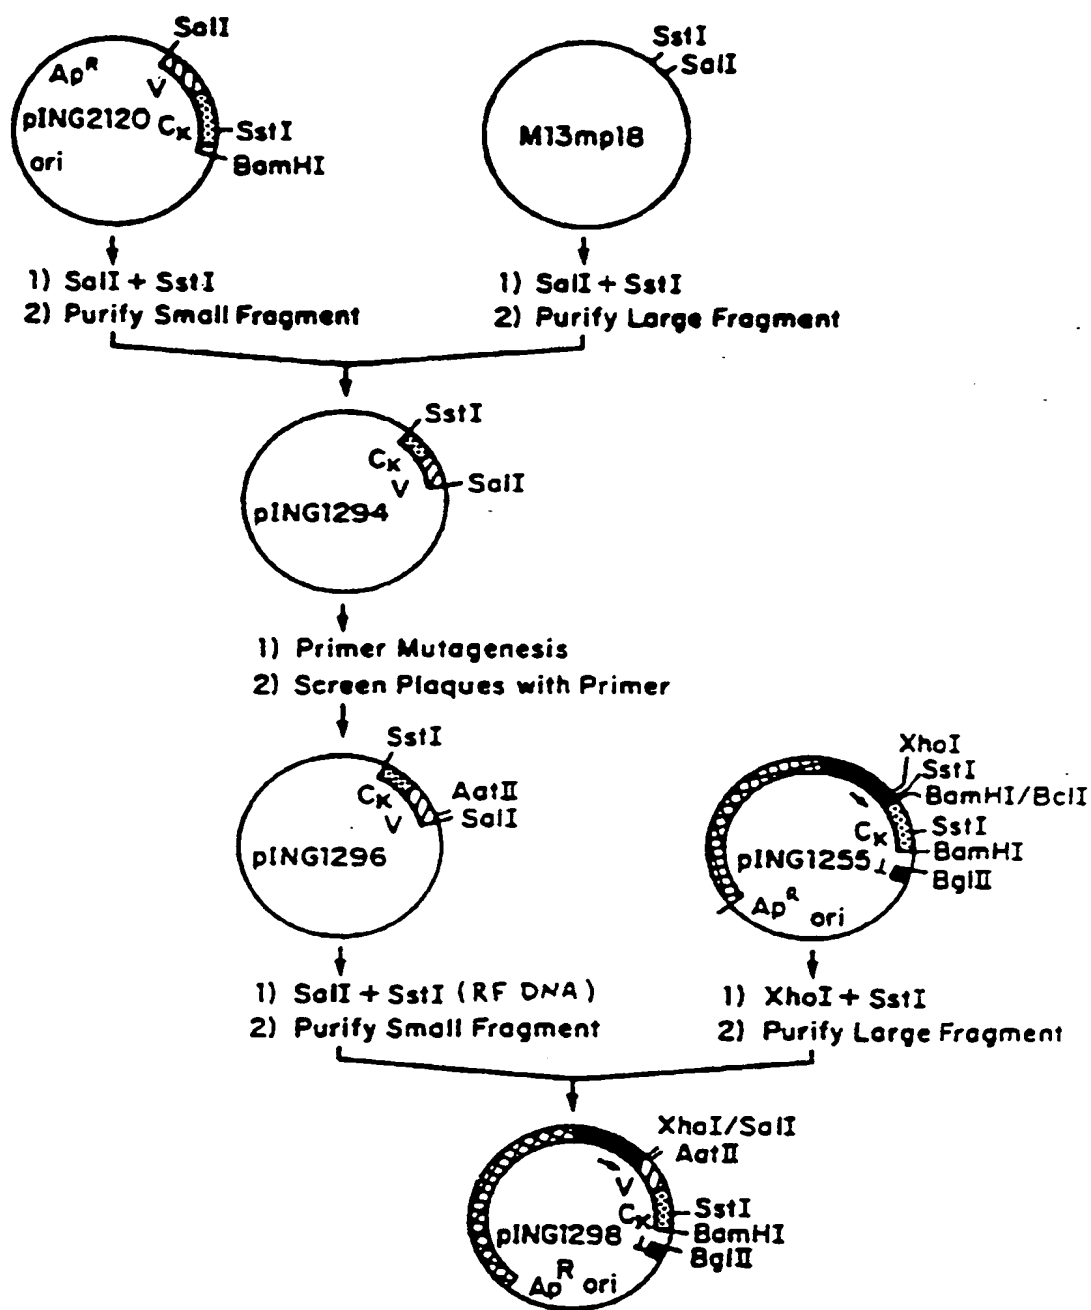 SalI
Ap^R
V
pING2120
Cκ
SstI
ori
BamHI
SstI
SalI
M13mp18
1) SalI + SstI
2) Purify Small Fragment
1) SalI + SstI
2) Purify Large Fragment
SstI
Cκ
V
SalI
pING1294
1) Primer Mutagenesis
2) Screen Plaques with Primer
SstI
Cκ
V
AatII
SalI
pING1296
XhoI
SstI
BamHI/BclI
Cκ
SstI
pING1255
BamHI
BglII
Ap^R
ori
1) SalI + SstI (RF DNA)
2) Purify Small Fragment
1) XhoI + SstI
2) Purify Large Fragment
XhoI/SalI
AatII
V
Cκ
SstI
pING1298
BamHI
BglII
Ap^R ori